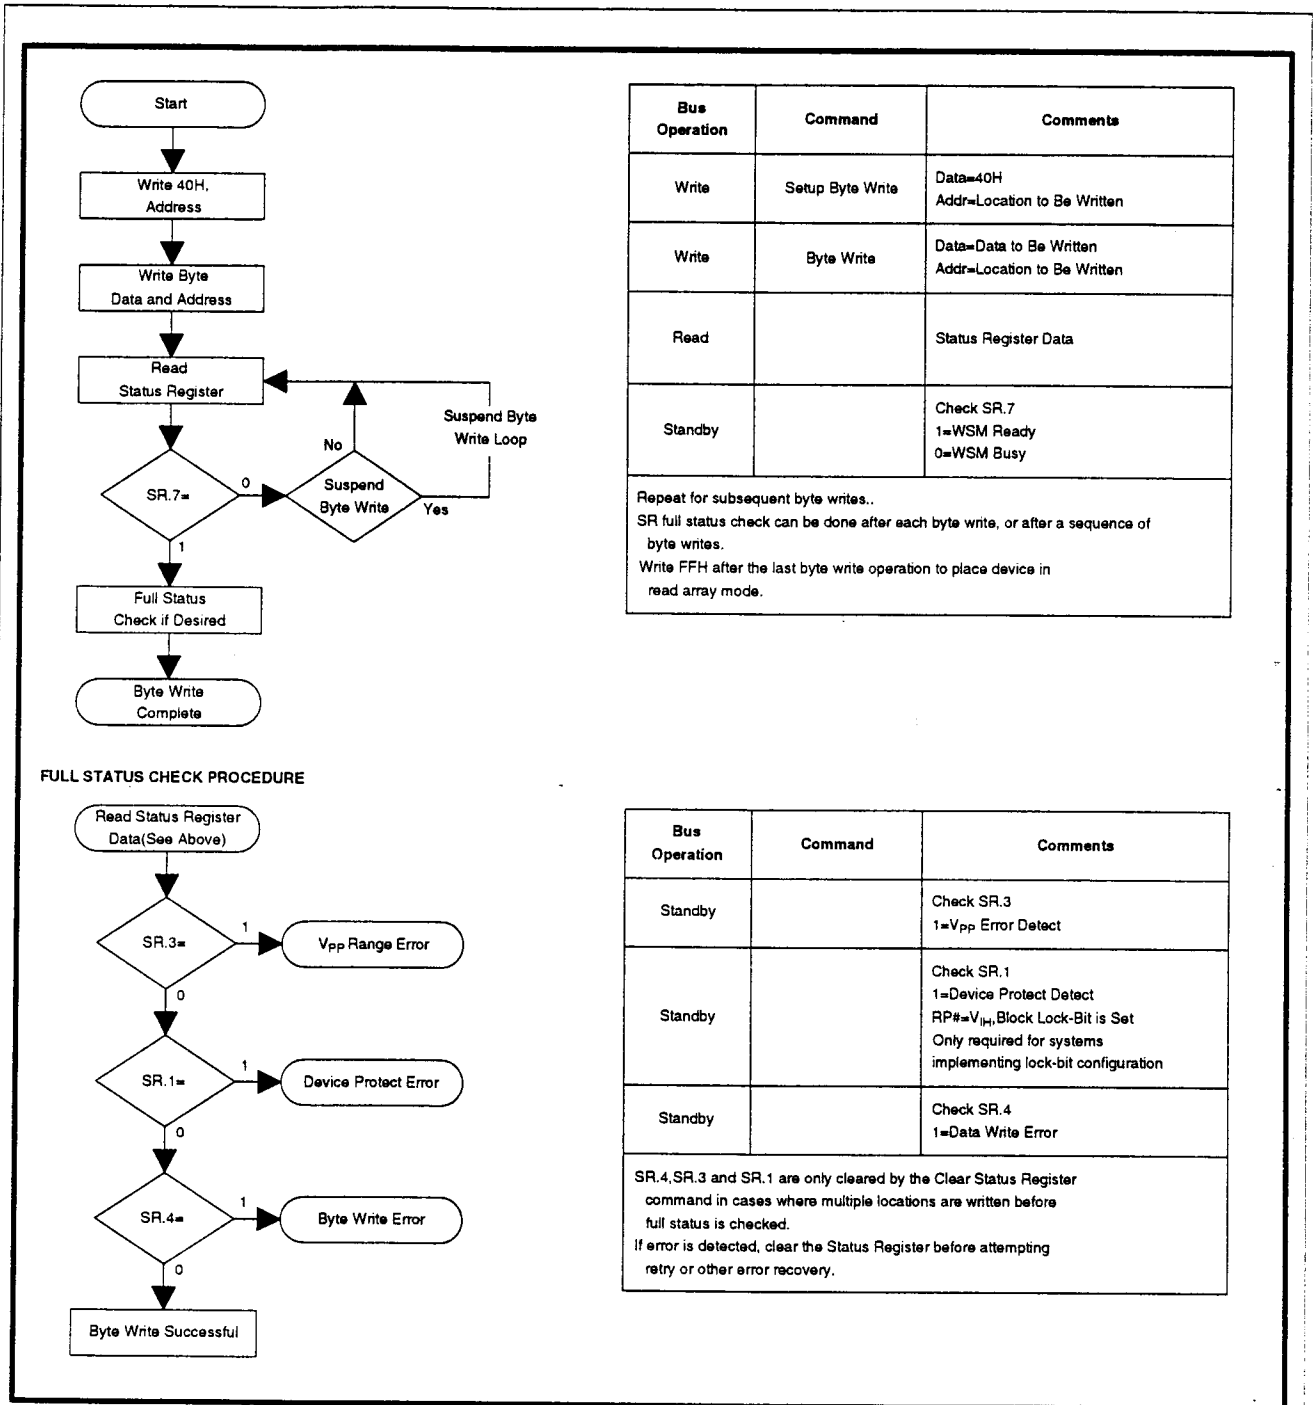 Start
Write 40H,
Address
Write Byte
Data and Address
Read
Status Register
Suspend Byte
Write Loop
No
SR.7=
0
Suspend
Byte Write
Yes
1
Full Status
Check if Desired
Byte Write
Complete
Bus
Operation
Command
Comments
Write
Setup Byte Write
Data=40H
Addr=Location to Be Written
Write
Byte Write
Data=Data to Be Written
Addr=Location to Be Written
Read
Status Register Data
Standby
Check SR.7
1=WSM Ready
0=WSM Busy
Repeat for subsequent byte writes..
SR full status check can be done after each byte write, or after a sequence of
byte writes.
Write FFH after the last byte write operation to place device in
read array mode.
FULL STATUS CHECK PROCEDURE
Read Status Register
Data(See Above)
SR.3=
1
VPP Range Error
0
SR.1=
1
Device Protect Error
0
SR.4=
1
Byte Write Error
0
Byte Write Successful
Bus
Operation
Command
Comments
Standby
Check SR.3
1=VPP Error Detect
Standby
Check SR.1
1=Device Protect Detect
RP#=VIH,Block Lock-Bit is Set
Only required for systems
implementing lock-bit configuration
Standby
Check SR.4
1=Data Write Error
SR.4,SR.3 and SR.1 are only cleared by the Clear Status Register
command in cases where multiple locations are written before
full status is checked.
If error is detected, clear the Status Register before attempting
retry or other error recovery.